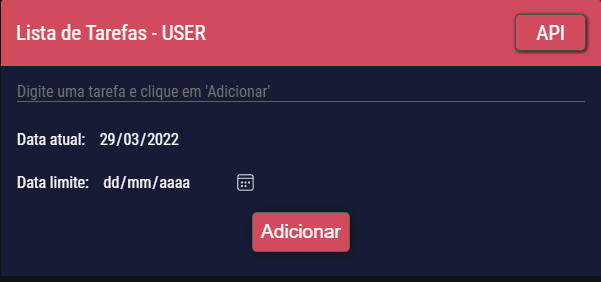 Lista de Tarefas - USER API
Digite uma tarefa e clique em 'Adicionar'
Data atual: 29/03/2022
Data limite: dd/mm/aaaa
Adicionar